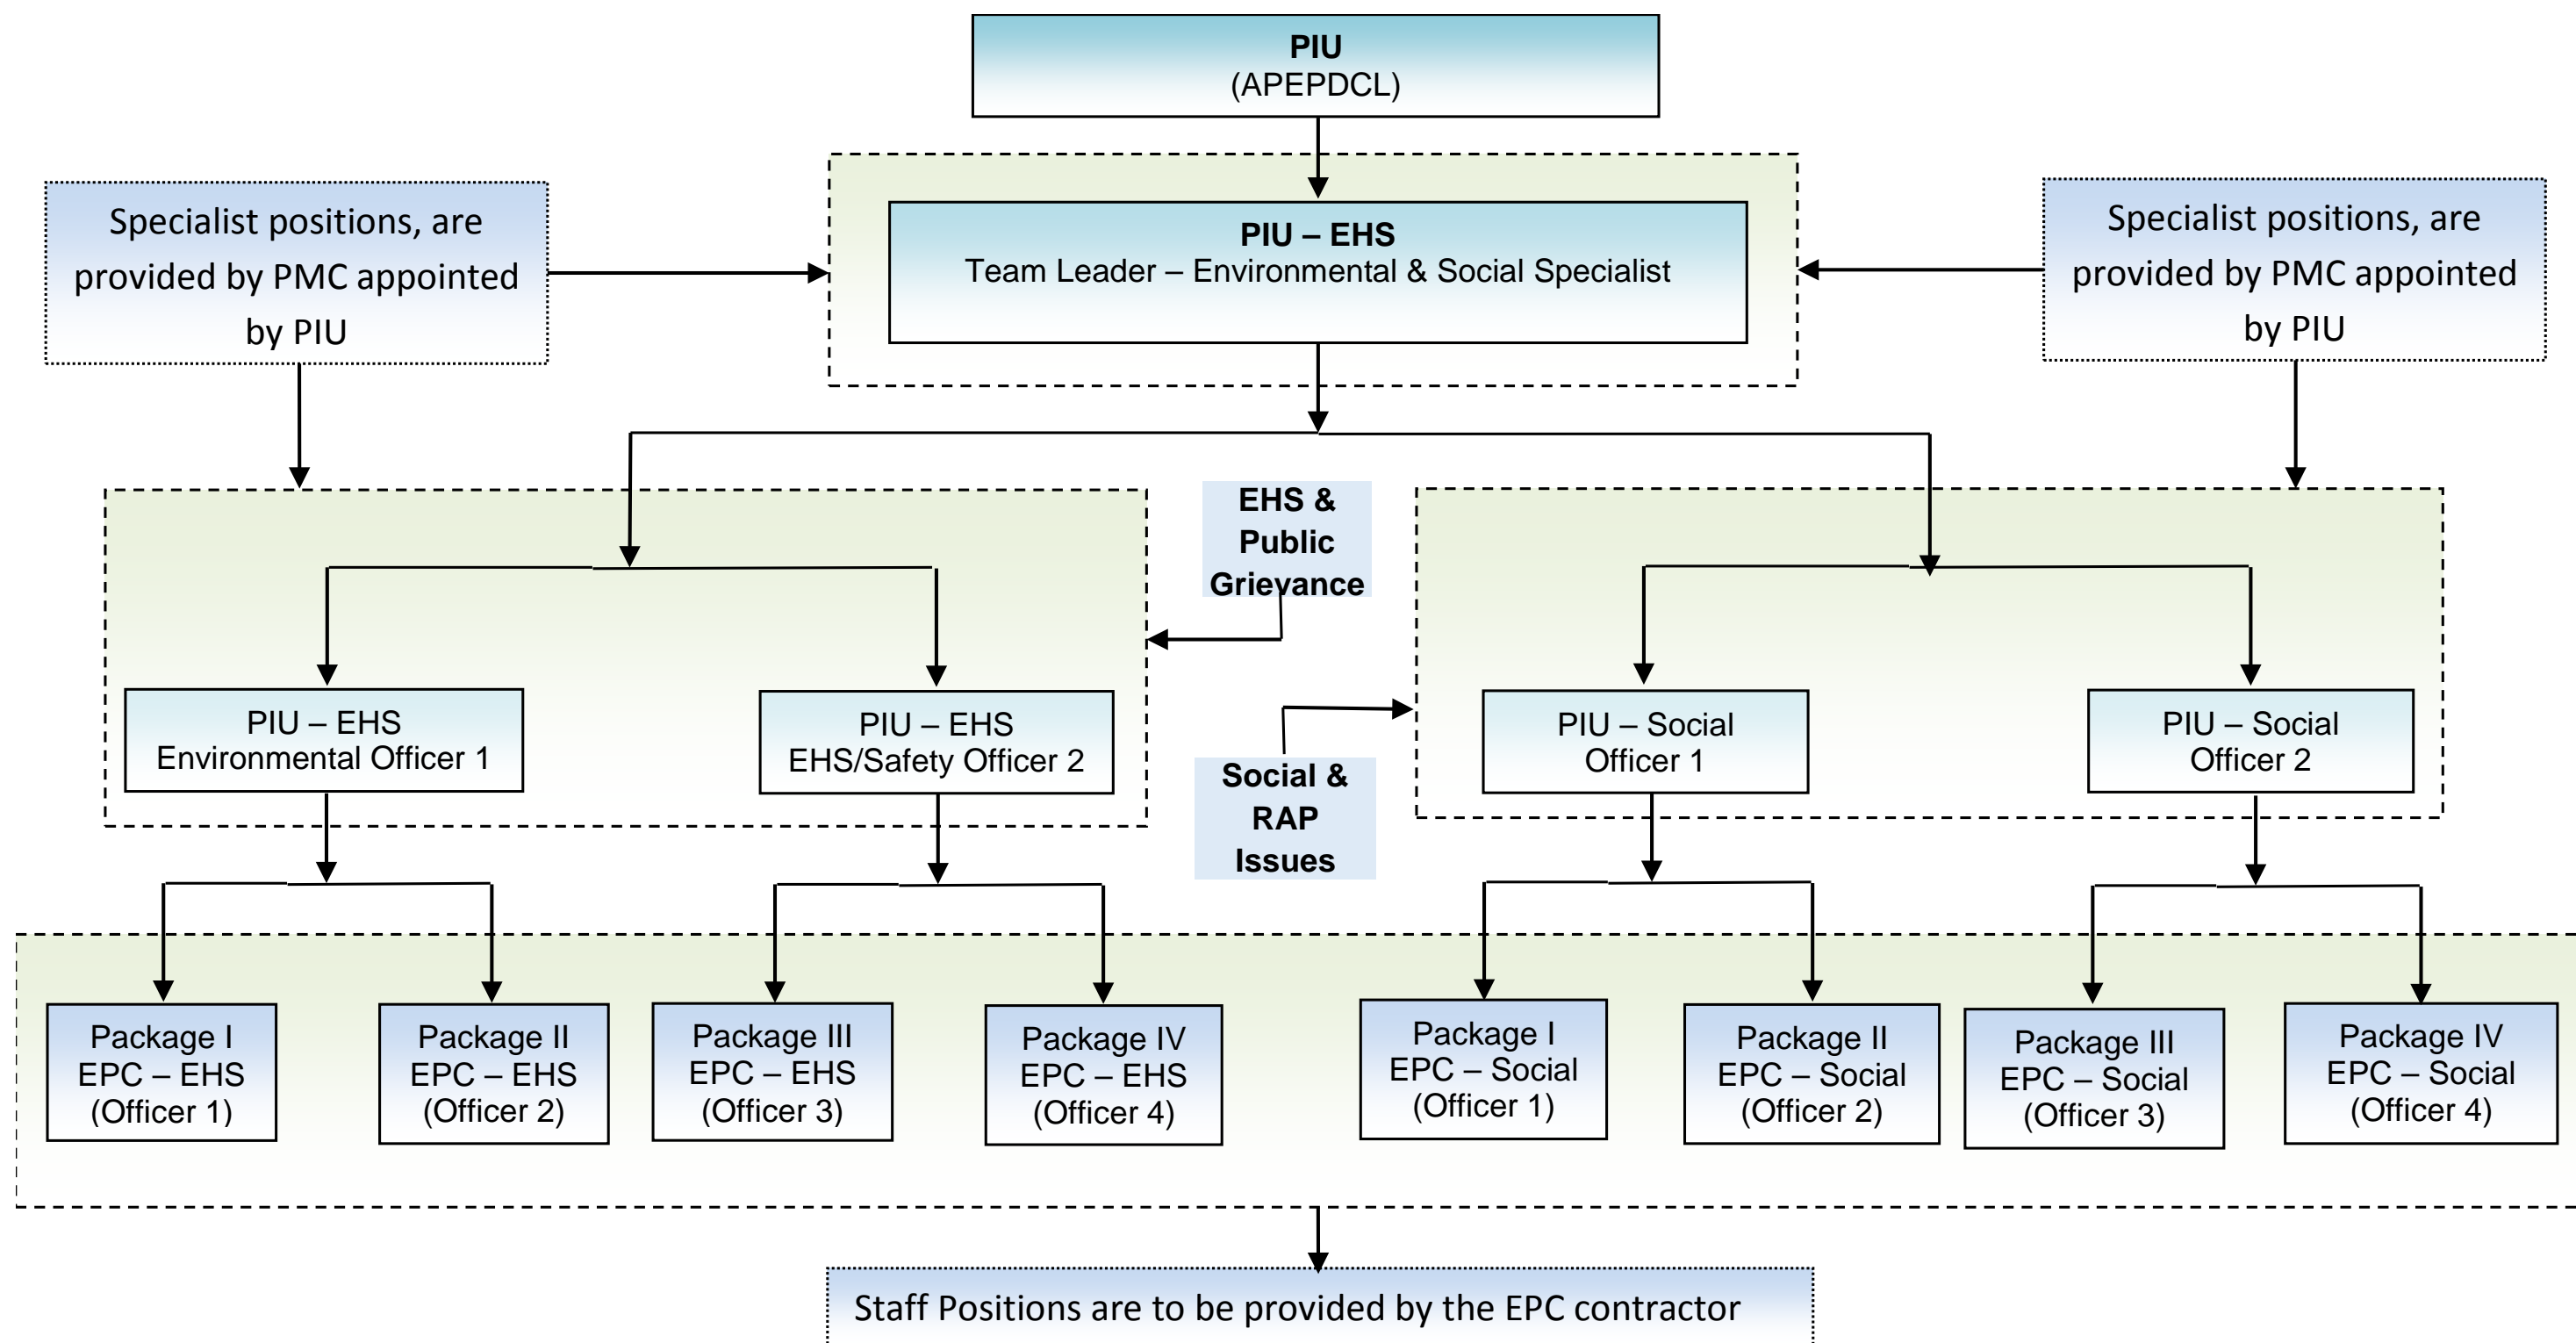 PIU
(APEPDCL)
Specialist positions, are
provided by PMC appointed
by PIU
PIU – EHS
Team Leader – Environmental & Social Specialist
Specialist positions, are
provided by PMC appointed
by PIU
EHS &
Public
Grievance
PIU – EHS
Environmental Officer 1
PIU – EHS
EHS/Safety Officer 2
Social &
RAP
Issues
PIU – Social
Officer 1
PIU – Social
Officer 2
Package I
EPC – EHS
(Officer 1)
Package II
EPC – EHS
(Officer 2)
Package III
EPC – EHS
(Officer 3)
Package IV
EPC – EHS
(Officer 4)
Package I
EPC – Social
(Officer 1)
Package II
EPC – Social
(Officer 2)
Package III
EPC – Social
(Officer 3)
Package IV
EPC – Social
(Officer 4)
Staff Positions are to be provided by the EPC contractor